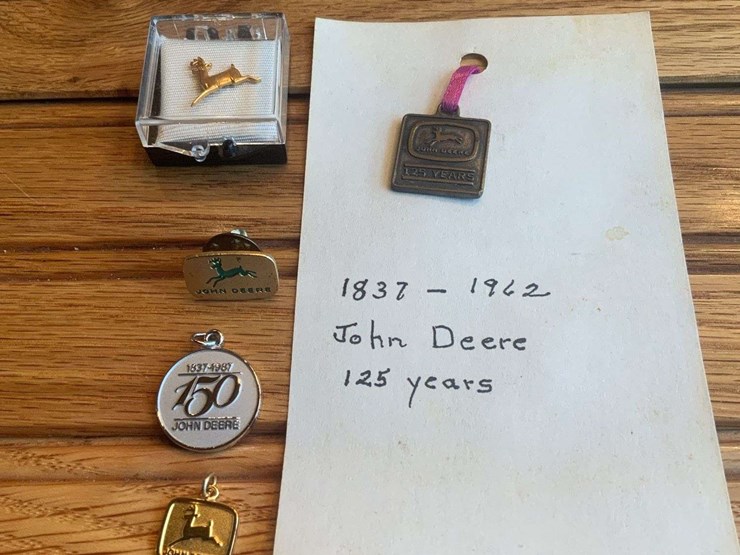 JOHN DEERE
125 YEARS
JOHN DEERE
1837-1987
150
JOHN DEERE
1837 – 1962
John Deere
125 years